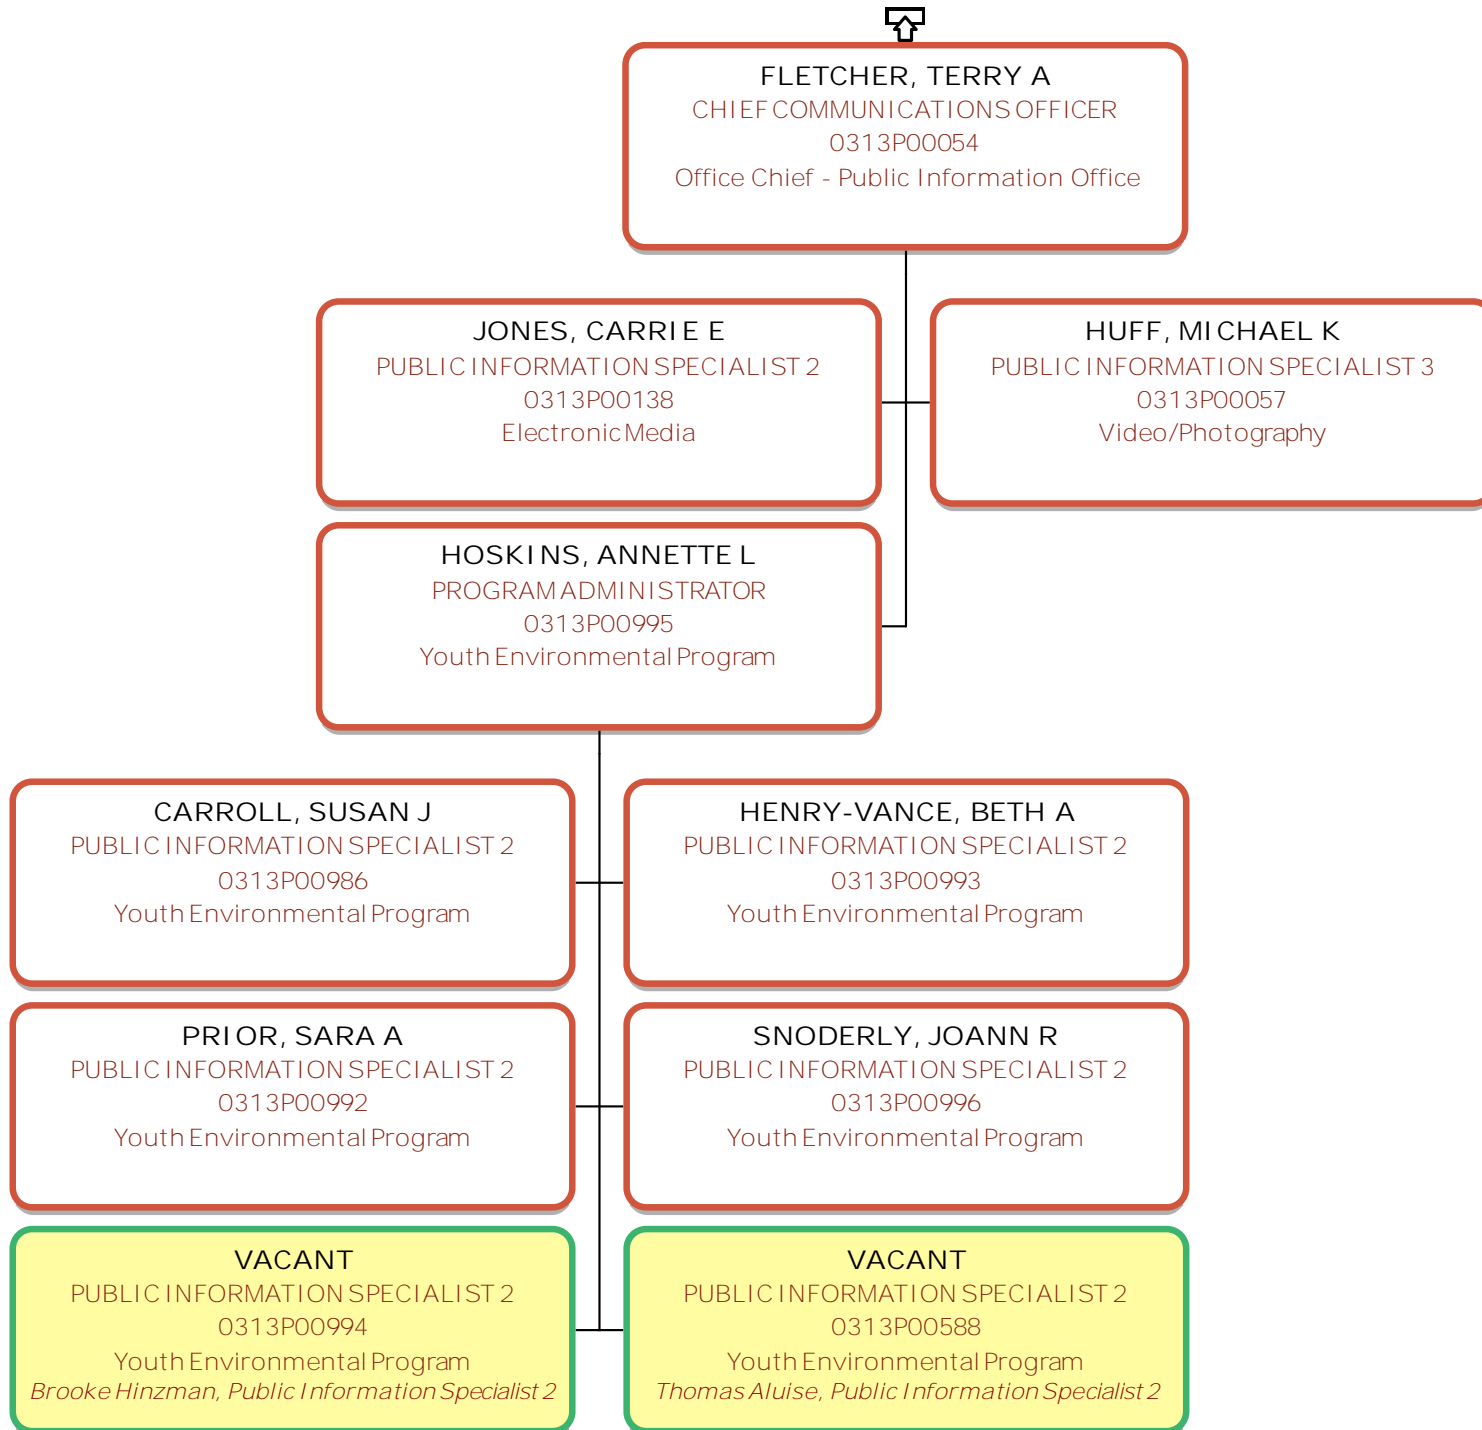 FLETCHER, TERRY A
CHIEF COMMUNICATIONS OFFICER
0313P00054
Office Chief - Public Information Office
JONES, CARRIE E
PUBLIC INFORMATION SPECIALIST 2
0313P00138
Electronic Media
HUFF, MICHAEL K
PUBLIC INFORMATION SPECIALIST 3
0313P00057
Video/Photography
HOSKINS, ANNETTE L
PROGRAM ADMINISTRATOR
0313P00995
Youth Environmental Program
CARROLL, SUSAN J
PUBLIC INFORMATION SPECIALIST 2
0313P00986
Youth Environmental Program
HENRY-VANCE, BETH A
PUBLIC INFORMATION SPECIALIST 2
0313P00993
Youth Environmental Program
PRIOR, SARA A
PUBLIC INFORMATION SPECIALIST 2
0313P00992
Youth Environmental Program
SNODERLY, JOANN R
PUBLIC INFORMATION SPECIALIST 2
0313P00996
Youth Environmental Program
VACANT
PUBLIC INFORMATION SPECIALIST 2
0313P00994
Youth Environmental Program
Brooke Hinzman, Public Information Specialist 2
VACANT
PUBLIC INFORMATION SPECIALIST 2
0313P00588
Youth Environmental Program
Thomas Aluise, Public Information Specialist 2